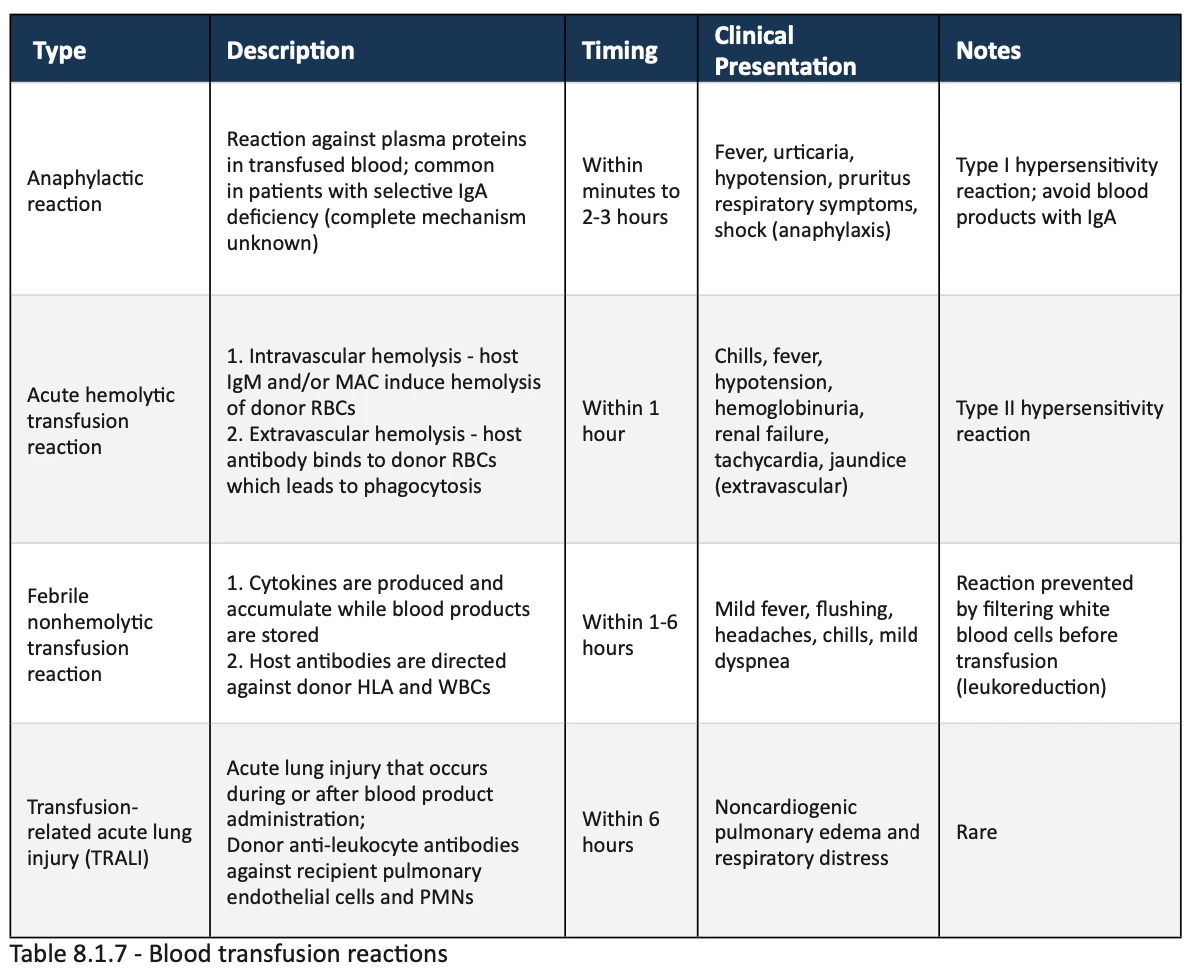 Type
Description
Timing
Clinical
Presentation
Notes
Anaphylactic
reaction
Reaction against plasma proteins
in transfused blood; common
in patients with selective IgA
deficiency (complete mechanism
unknown)
Within
minutes to
2-3 hours
Fever, urticaria,
hypotension, pruritus
respiratory symptoms,
shock (anaphylaxis)
Type I hypersensitivity
reaction; avoid blood
products with IgA
Acute hemolytic
transfusion
reaction
1. Intravascular hemolysis - host
IgM and/or MAC induce hemolysis
of donor RBCs
2. Extravascular hemolysis - host
antibody binds to donor RBCs
which leads to phagocytosis
Within 1
hour
Chills, fever,
hypotension,
hemoglobinuria,
renal failure,
tachycardia, jaundice
(extravascular)
Type II hypersensitivity
reaction
Febrile
nonhemolytic
transfusion
reaction
1. Cytokines are produced and
accumulate while blood products
are stored
2. Host antibodies are directed
against donor HLA and WBCs
Within 1-6
hours
Mild fever, flushing,
headaches, chills, mild
dyspnea
Reaction prevented
by filtering white
blood cells before
transfusion
(leukoreduction)
Transfusion-
related acute lung
injury (TRALI)
Acute lung injury that occurs
during or after blood product
administration;
Donor anti-leukocyte antibodies
against recipient pulmonary
endothelial cells and PMNs
Within 6
hours
Noncardiogenic
pulmonary edema and
respiratory distress
Rare
Table 8.1.7 - Blood transfusion reactions